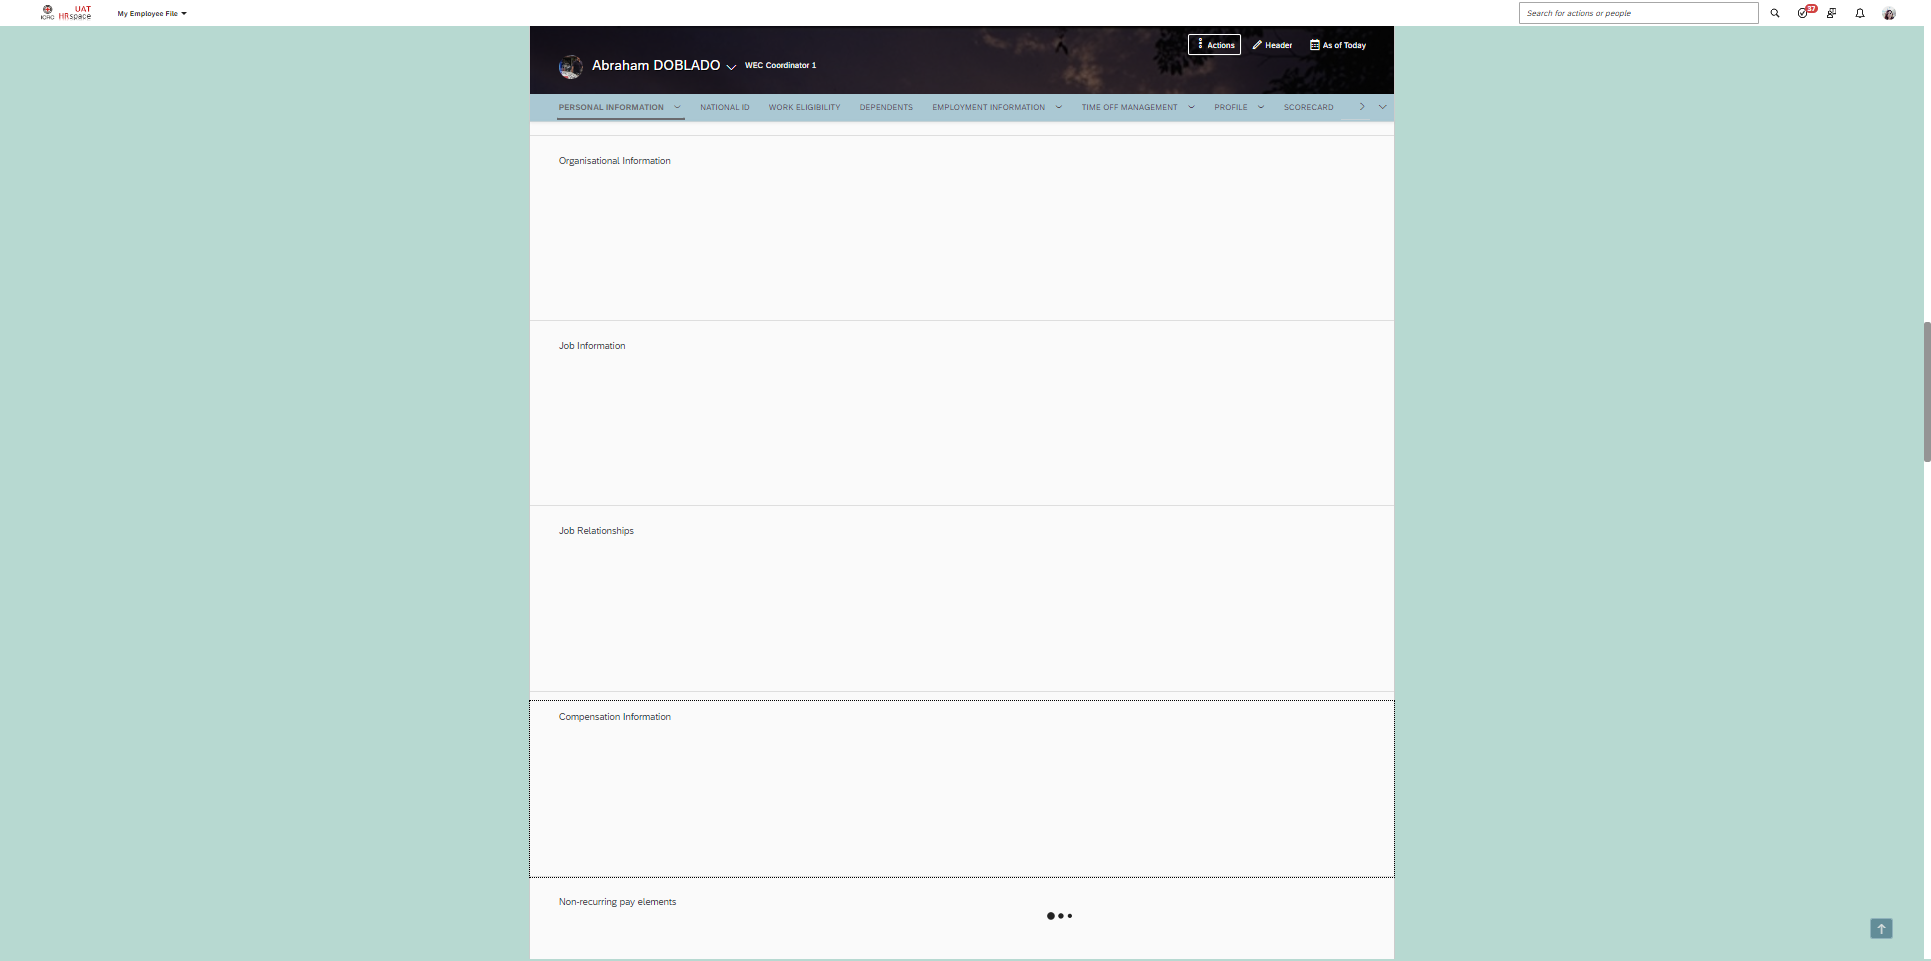 ICRC
UAT
HRspace
My Employee File
Search for actions or people
37
Actions
Header
As of Today
Abraham DOBLADO
WEC Coordinator 1
PERSONAL INFORMATION
NATIONAL ID
WORK ELIGIBILITY
DEPENDENTS
EMPLOYMENT INFORMATION
TIME OFF MANAGEMENT
PROFILE
SCORECARD
Organisational Information
Job Information
Job Relationships
Compensation Information
Non-recurring pay elements